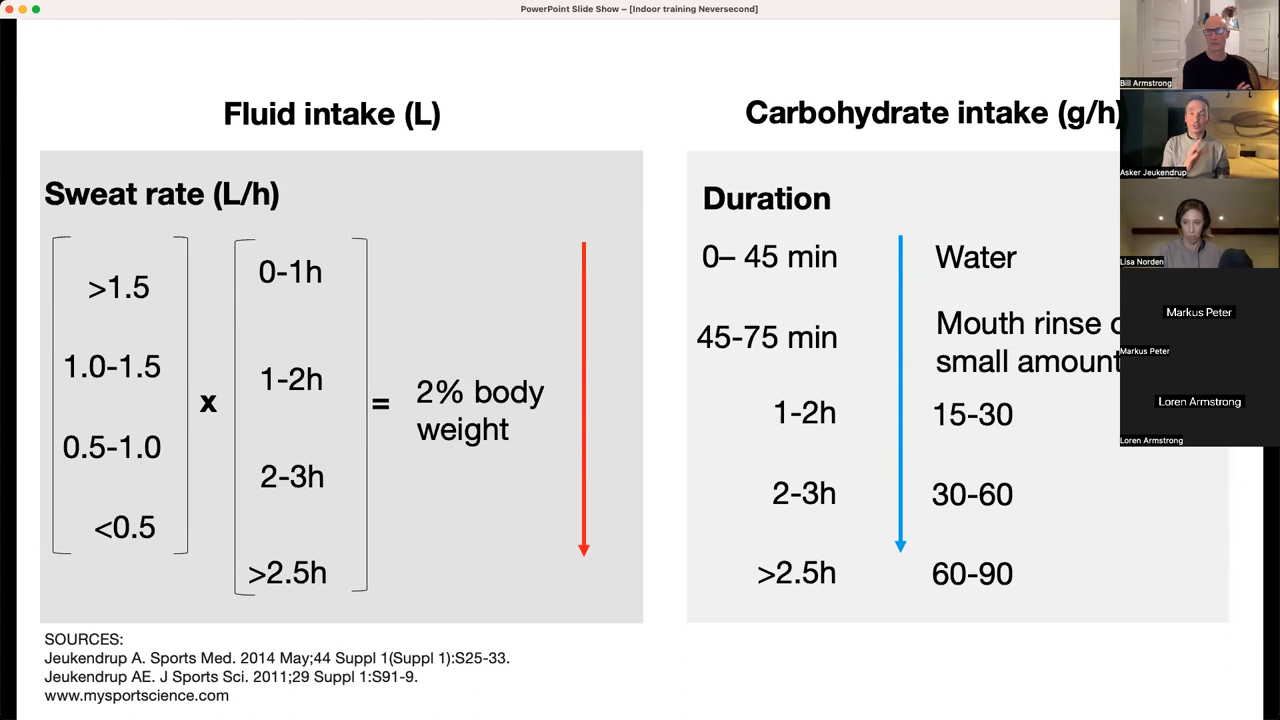 PowerPoint Slide Show – [Indoor training Neversecond]
Fluid intake (L)
Sweat rate (L/h)
>1.5
1.0-1.5
0.5-1.0
<0.5
x
0-1h
1-2h
2-3h
>2.5h
=
2% body
weight
Carbohydrate intake (g/h)
Duration
0– 45 min
Water
45-75 min
Mouth rinse
small amount
1-2h
15-30
2-3h
30-60
>2.5h
60-90
SOURCES:
Jeukendrup A. Sports Med. 2014 May;44 Suppl 1(Suppl 1):S25-33.
Jeukendrup AE. J Sports Sci. 2011;29 Suppl 1:S91-9.
www.mysportscience.com
Bill Armstrong
Asker Jeukendrup
Lisa Norden
Markus Peter
Markus Peter
Loren Armstrong
Loren Armstrong